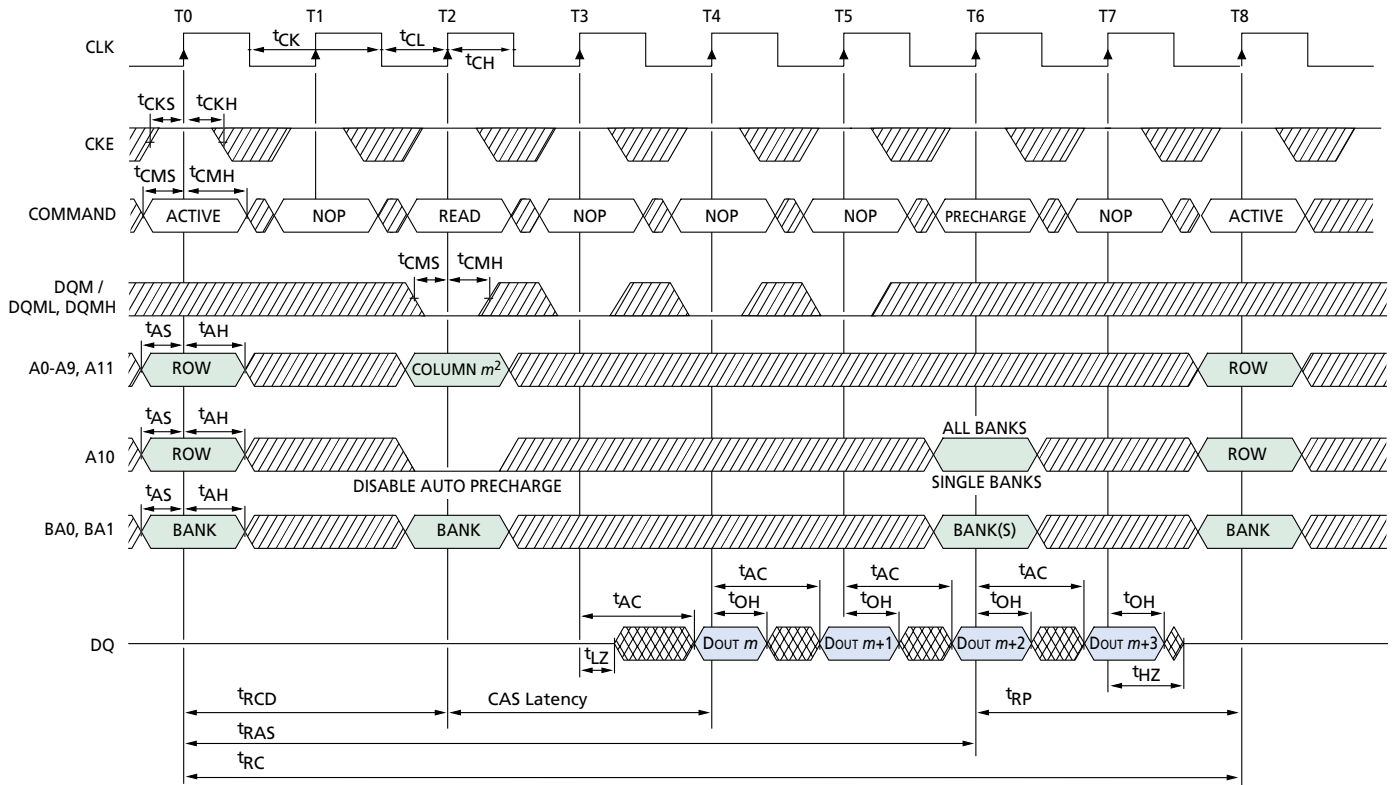 T0 T1 T2 T3 T4 T5 T6 T7 T8
CLK
tCK tCL
tCH
tCKS tCKH
CKE
tCMS tCMH
COMMAND ACTIVE NOP READ NOP NOP NOP PRECHARGE NOP ACTIVE
tCMS tCMH
DQM /
DQML, DQMH
tAS tAH
A0-A9, A11 ROW COLUMN m2 ROW
tAS tAH ALL BANKS
A10 ROW ROW
DISABLE AUTO PRECHARGE SINGLE BANKS
tAS tAH
BA0, BA1 BANK BANK BANK(S) BANK
tAC tAC tAC
tAC tOH tOH tOH tOH
DQ DOUT m DOUT m+1 DOUT m+2 DOUT m+3
tLZ tHZ
tRCD CAS Latency tRP
tRAS
tRC